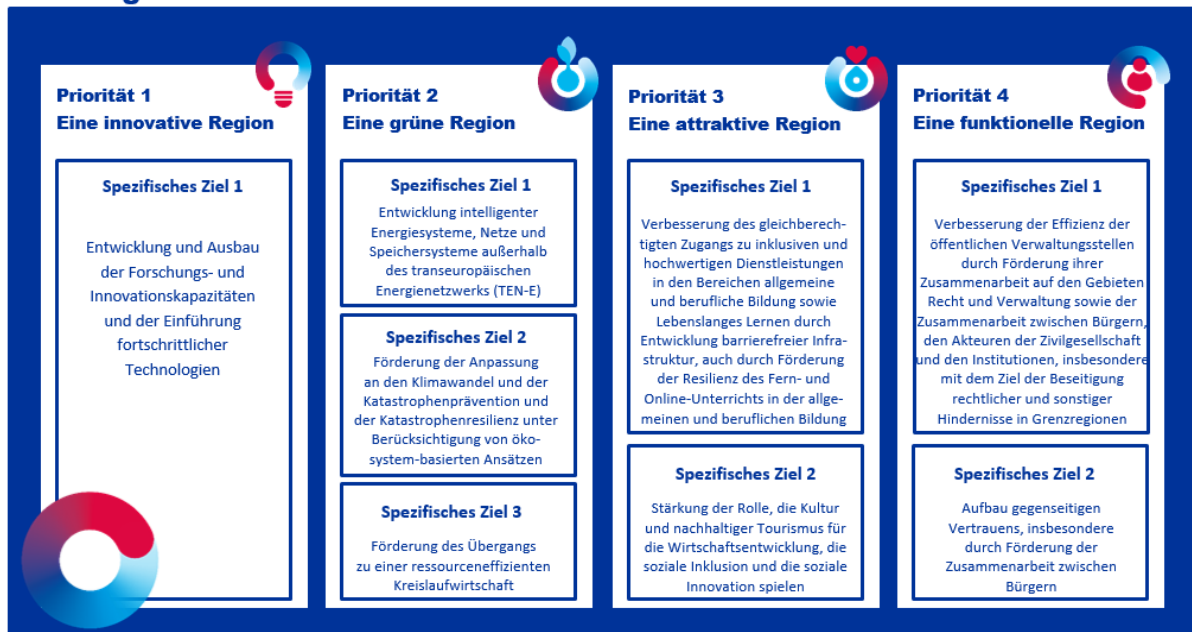 Priorität 1
Eine innovative Region
Spezifisches Ziel 1
Entwicklung und Ausbau
der Forschungs- und
Innovationskapazitäten
und der Einführung
fortschrittlicher
Technologien
Priorität 2
Eine grüne Region
Spezifisches Ziel 1
Entwicklung intelligenter
Energiesysteme, Netze und
Speichersysteme außerhalb
des transeuropäischen
Energienetzwerks (TEN-E)
Spezifisches Ziel 2
Förderung der Anpassung
an den Klimawandel und der
Katastrophenprävention und
der Katastrophenresilienz unter
Berücksichtigung von öko-
system-basierten Ansätzen
Spezifisches Ziel 3
Förderung des Übergangs
zu einer ressourceneffizienten
Kreislaufwirtschaft
Priorität 3
Eine attraktive Region
Spezifisches Ziel 1
Verbesserung des gleichberech-
tigten Zugangs zu inklusiven und
hochwertigen Dienstleistungen
in den Bereichen allgemeine
und berufliche Bildung sowie
Lebenslanges Lernen durch
Entwicklung barrierefreier Infra-
struktur, auch durch Förderung
der Resilienz des Fern- und
Online-Unterrichts in der allge-
meinen und beruflichen Bildung
Spezifisches Ziel 2
Stärkung der Rolle, die Kultur
und nachhaltiger Tourismus für
die Wirtschaftsentwicklung, die
soziale Inklusion und die soziale
Innovation spielen
Priorität 4
Eine funktionelle Region
Spezifisches Ziel 1
Verbesserung der Effizienz der
öffentlichen Verwaltungsstellen
durch Förderung ihrer
Zusammenarbeit auf den Gebieten
Recht und Verwaltung sowie der
Zusammenarbeit zwischen Bürgern,
den Akteuren der Zivilgesellschaft
und den Institutionen, insbesondere
mit dem Ziel der Beseitigung
rechtlicher und sonstiger
Hindernisse in Grenzregionen
Spezifisches Ziel 2
Aufbau gegenseitigen
Vertrauens, insbesondere
durch Förderung der
Zusammenarbeit zwischen
Bürgern